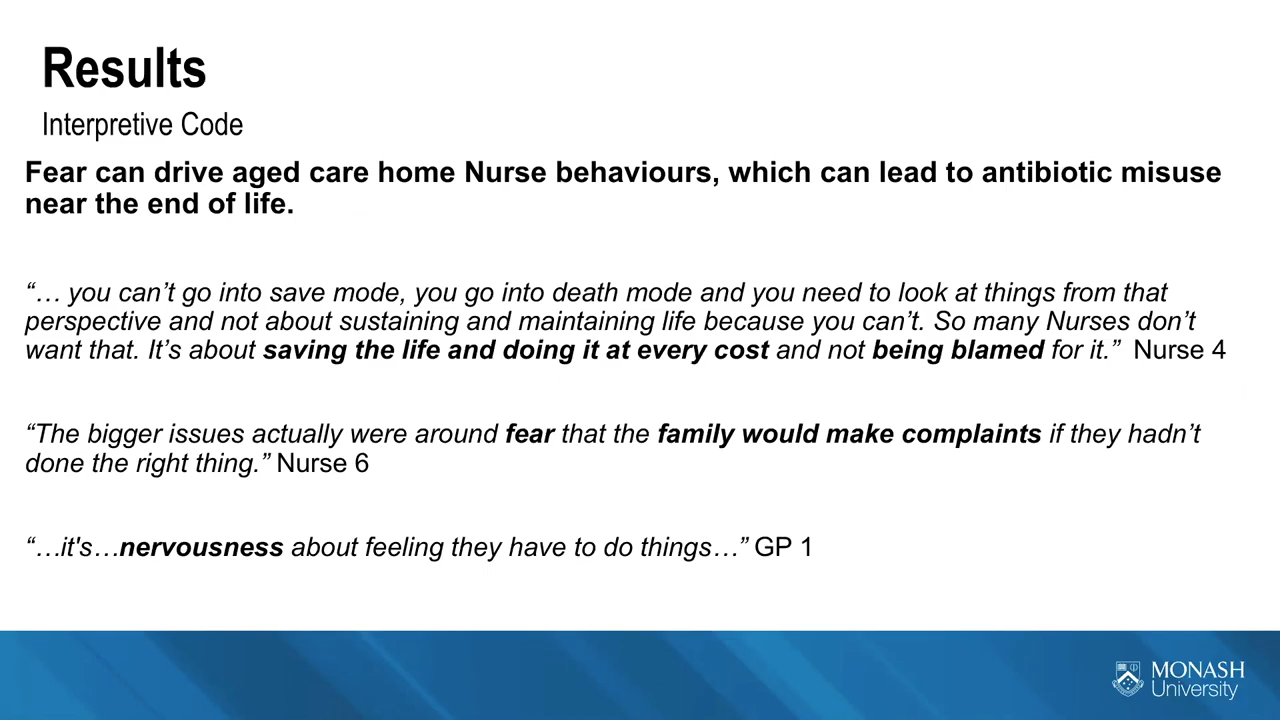 Results
Interpretive Code
Fear can drive aged care home Nurse behaviours, which can lead to antibiotic misuse
near the end of life.
“… you can’t go into save mode, you go into death mode and you need to look at things from that
perspective and not about sustaining and maintaining life because you can’t. So many Nurses don’t
want that. It’s about saving the life and doing it at every cost and not being blamed for it.” Nurse 4
“The bigger issues actually were around fear that the family would make complaints if they hadn’t
done the right thing.” Nurse 6
“…it's…nervousness about feeling they have to do things…” GP 1
MONASH
University